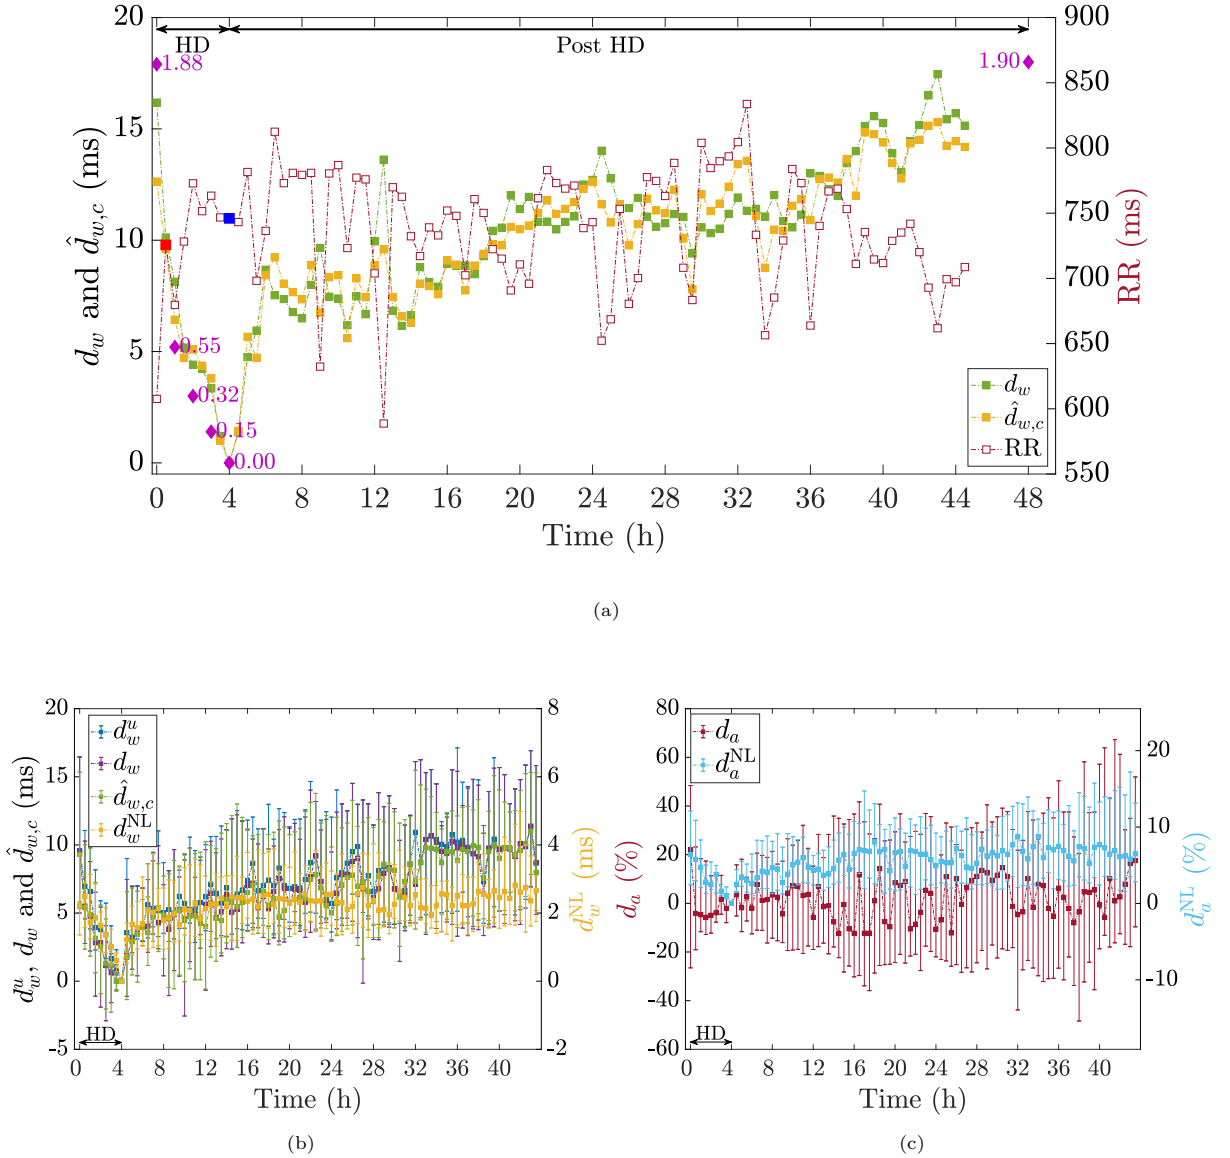 20
15
10
5
0
d_w and d̂_{w,c} (ms)
HD
Post HD
1.88
0.55
0.32
0.15
0.00
1.90
900
850
800
750
700
650
600
550
RR (ms)
d_w
d̂_{w,c}
RR
0 4 8 12 16 20 24 28 32 36 40 44 48
Time (h)
(a)
20
15
10
5
0
-5
d_w^u, d_w and d̂_{w,c} (ms)
d_w^u
d_w
d̂_{w,c}
d_w^{NL}
HD
8
6
4
2
0
-2
d_w^{NL} (ms)
0 4 8 12 16 20 24 28 32 36 40
Time (h)
(b)
80
60
40
20
0
-20
-40
-60
d_a (%)
d_a
d_a^{NL}
HD
20
10
0
-10
d_a^{NL} (%)
0 4 8 12 16 20 24 28 32 36 40
Time (h)
(c)